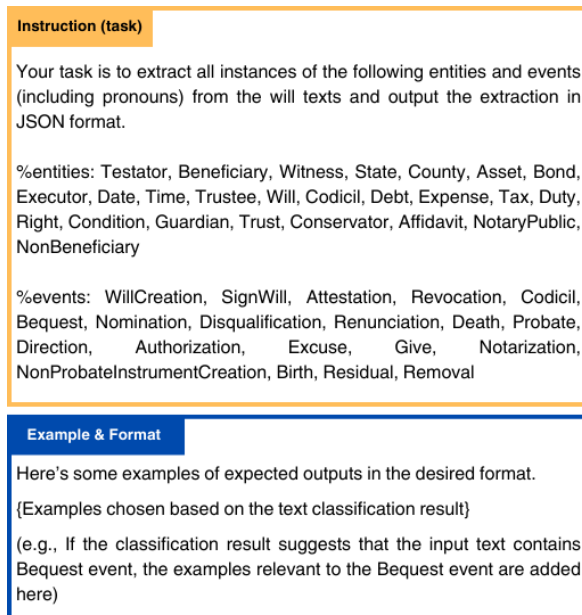 Instruction (task)
Your task is to extract all instances of the following entities and events
(including pronouns) from the will texts and output the extraction in
JSON format.
%entities: Testator, Beneficiary, Witness, State, County, Asset, Bond,
Executor, Date, Time, Trustee, Will, Codicil, Debt, Expense, Tax, Duty,
Right, Condition, Guardian, Trust, Conservator, Affidavit, NotaryPublic,
NonBeneficiary
%events: WillCreation, SignWill, Attestation, Revocation, Codicil,
Bequest, Nomination, Disqualification, Renunciation, Death, Probate,
Direction, Authorization, Excuse, Give, Notarization,
NonProbateInstrumentCreation, Birth, Residual, Removal
Example & Format
Here's some examples of expected outputs in the desired format.
{Examples chosen based on the text classification result}
(e.g., If the classification result suggests that the input text contains
Bequest event, the examples relevant to the Bequest event are added
here)